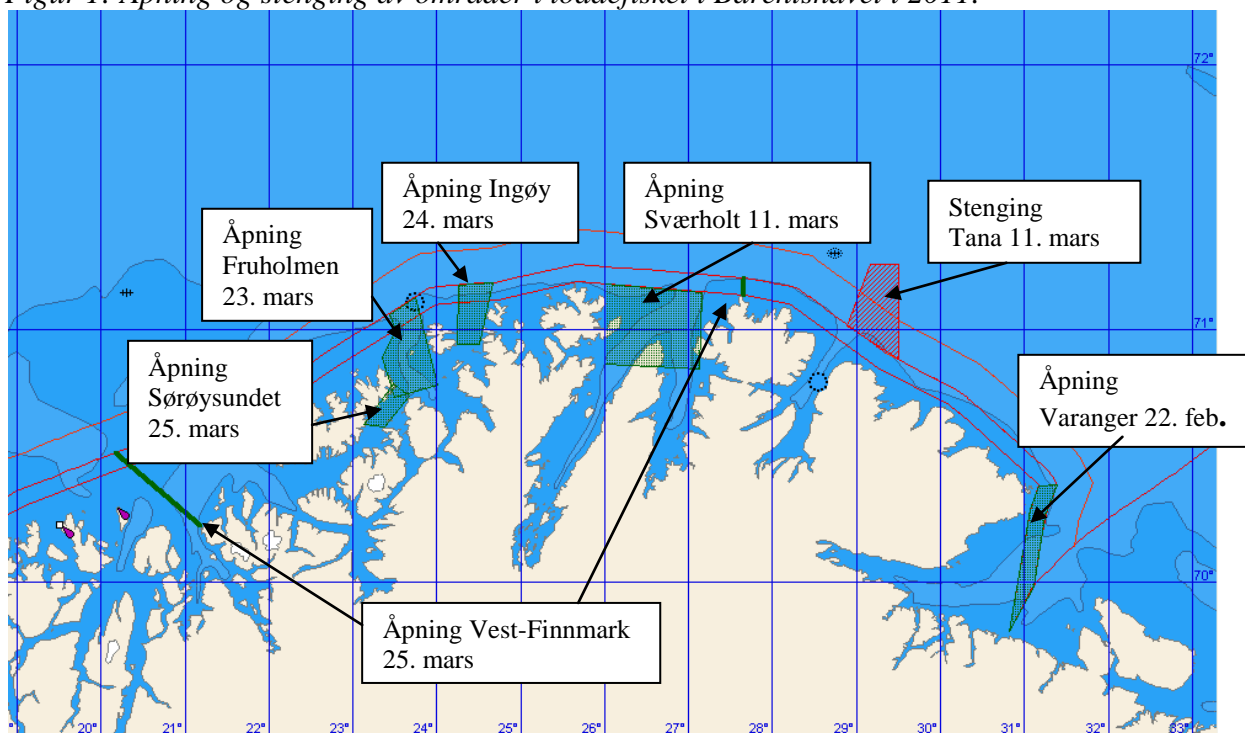 Figur 1. Åpning og stenging av områder i loddefisket i Barentshavet i 2011.
72°
Åpning Ingøy
24. mars
Åpning
Sværholt 11. mars
Stenging
Tana 11. mars
Åpning
Fruholmen
23. mars
71°
Åpning
Sørøysundet
25. mars
Åpning
Varanger 22. feb.
70°
Åpning Vest-Finnmark
25. mars
20°
21°
22°
23°
24°
25°
26°
27°
28°
29°
30°
31°
32°
33°